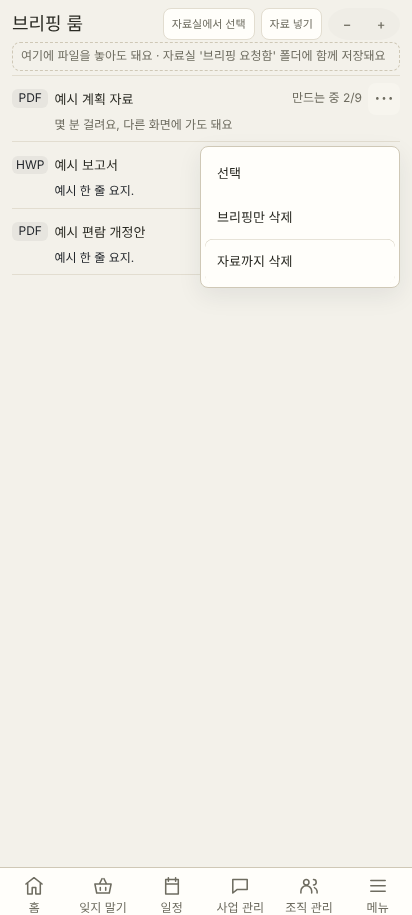 브리핑 룸
자료실에서 선택
자료 넣기
− +
여기에 파일을 놓아도 돼요 · 자료실 '브리핑 요청함' 폴더에 함께 저장돼요
PDF 예시 계획 자료 만드는 중 2/9 ···
몇 분 걸려요, 다른 화면에 가도 돼요
HWP 예시 보고서
예시 한 줄 요지.
PDF 예시 편람 개정안
예시 한 줄 요지.
선택
브리핑만 삭제
자료까지 삭제
홈 잊지 말기 일정 사업 관리 조직 관리 메뉴